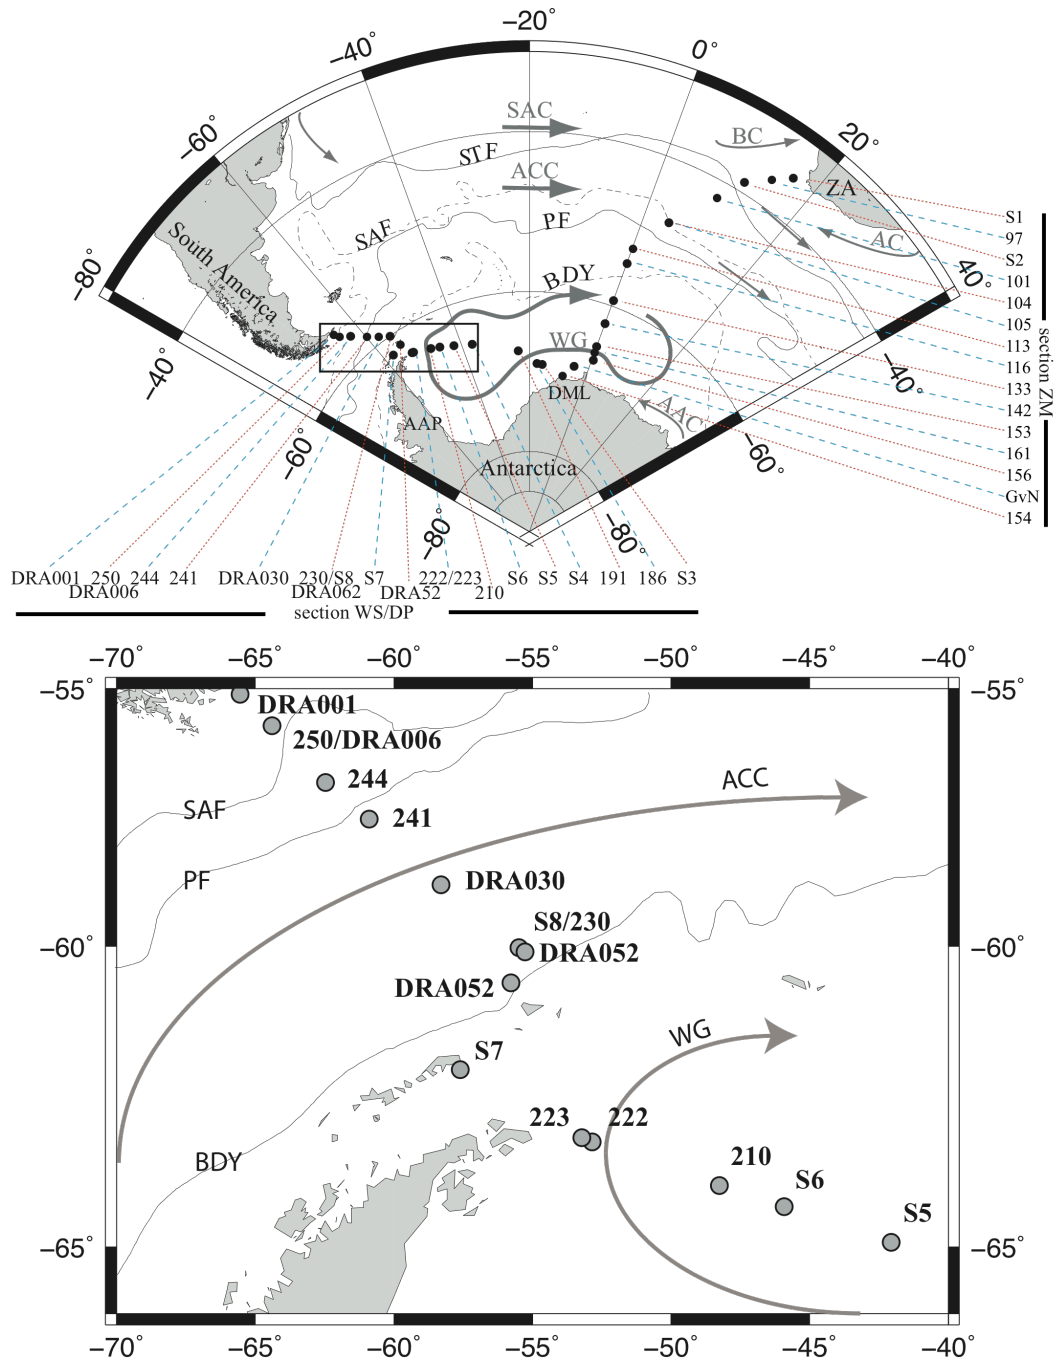 −20°
−40°
0°
−60°
20°
SAC
BC
STF
ACC
ZA
SAF
PF
South America
AC
−80°
BDY
40°
WG
−40°
−40°
DML
AAP
AAC
−60°
−60°
Antarctica
−80°
−80°
S1
97
S2
101
104
105
113
116
133
142
153
161
156
GvN
154
section ZM
DRA001 250 244 241 DRA030 230/S8 S7 222/223 S6 S5 S4 191 186 S3
DRA006 DRA062 DRA52 210
section WS/DP
−70° −65° −60° −55° −50° −45° −40°
−55° −55°
DRA001
250/DRA006
244
ACC
SAF
241
PF
DRA030
S8/230
−60° −60°
DRA052
DRA052
WG
S7
223 222
BDY
210
S6
S5
−65° −65°
−70° −65° −60° −55° −50° −45° −40°